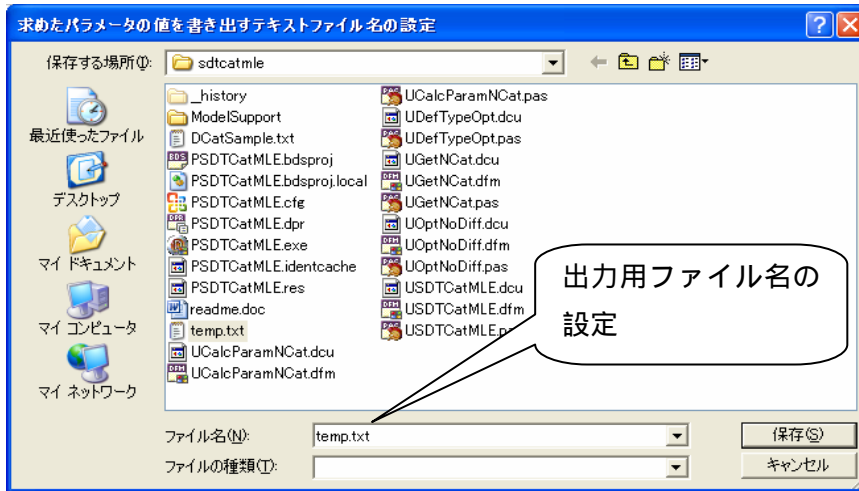 求めたパラメータの値を書き出すテキストファイル名の設定
保存する場所(I):
sdtcatmle
最近使ったファイル
デスクトップ
マイ ドキュメント
マイ コンピュータ
マイ ネットワーク
_history
ModelSupport
DCatSample.txt
PSDTCatMLE.bdsproj
PSDTCatMLE.bdsproj.local
PSDTCatMLE.cfg
PSDTCatMLE.dpr
PSDTCatMLE.exe
PSDTCatMLE.identcache
PSDTCatMLE.res
readme.doc
temp.txt
UCalcParamNCat.dcu
UCalcParamNCat.dfm
UCalcParamNCat.pas
UDefTypeOpt.dcu
UDefTypeOpt.pas
UGetNCat.dcu
UGetNCat.dfm
UGetNCat.pas
UOptNoDiff.dcu
UOptNoDiff.dfm
UOptNoDiff.pas
USDTCatMLE.dcu
USDTCatMLE.dfm
USDTCatMLE.pa
出力用ファイル名の
設定
ファイル名(N):
temp.txt
保存(S)
ファイルの種類(T):
キャンセル